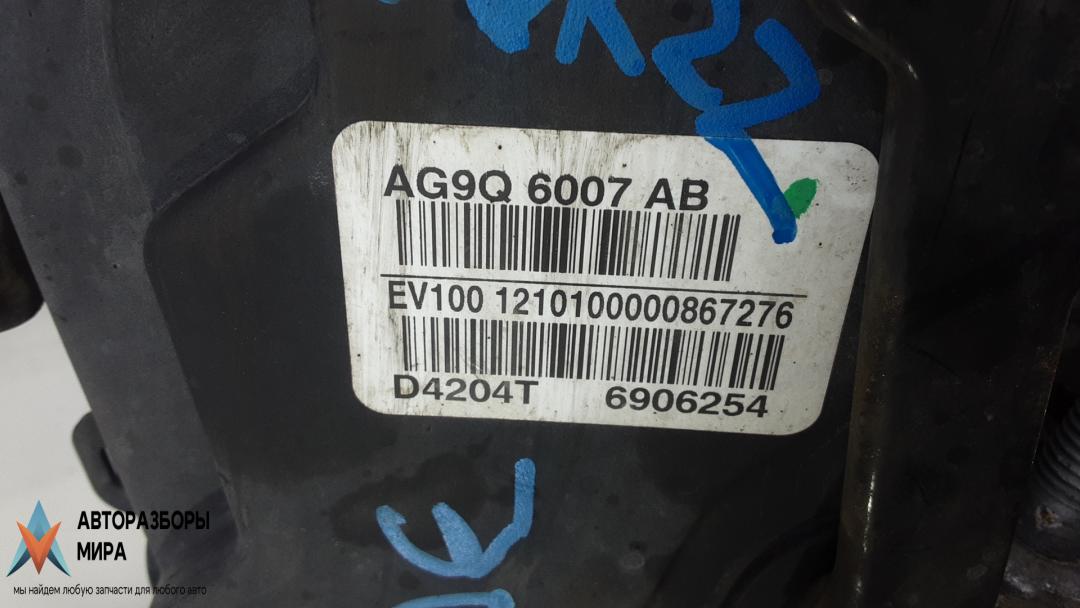 AG9Q 6007 AB
EV100 1210100000867276
D4204T 6906254
АВТОРАЗБОРЫ
МИРА
мы найдем любую запчасти для любого авто